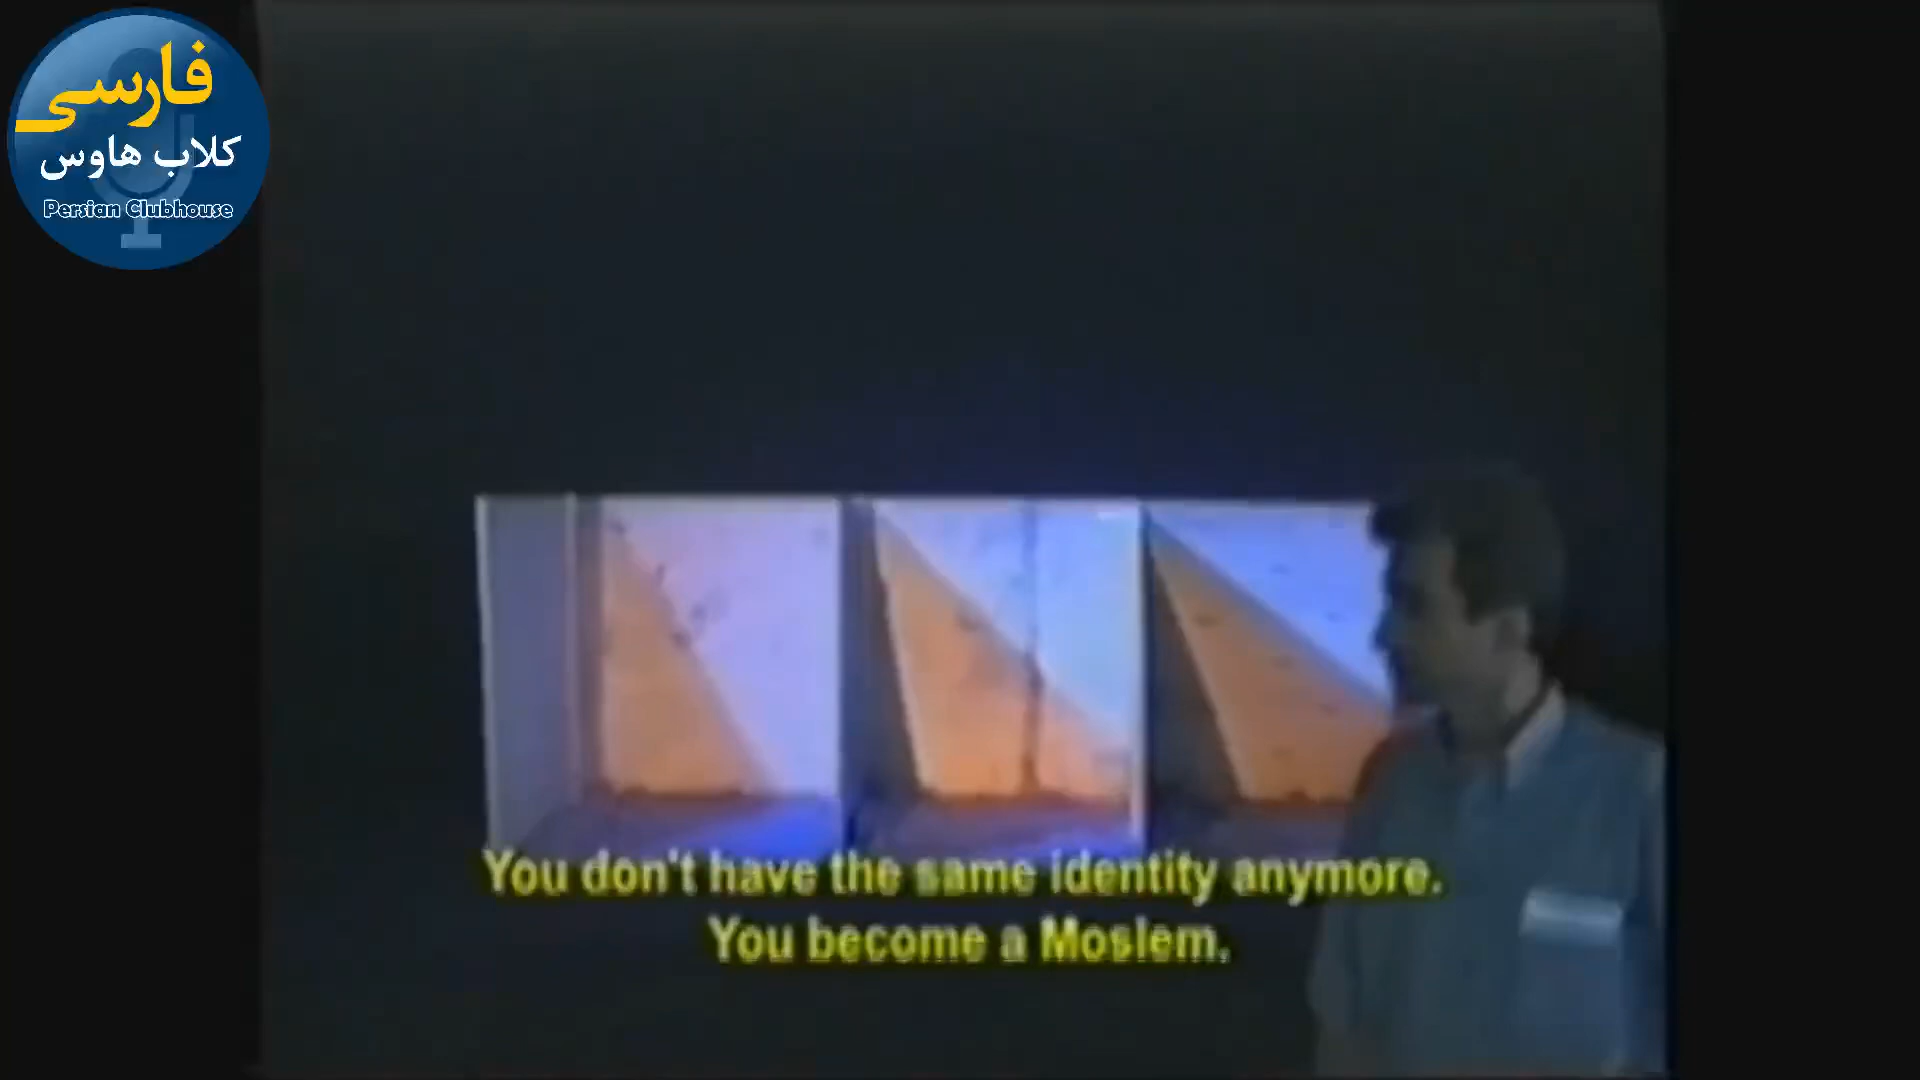 فارسی
کلاب هاوس
Persian Clubhouse
You don't have the same identity anymore.
You become a Moslem.